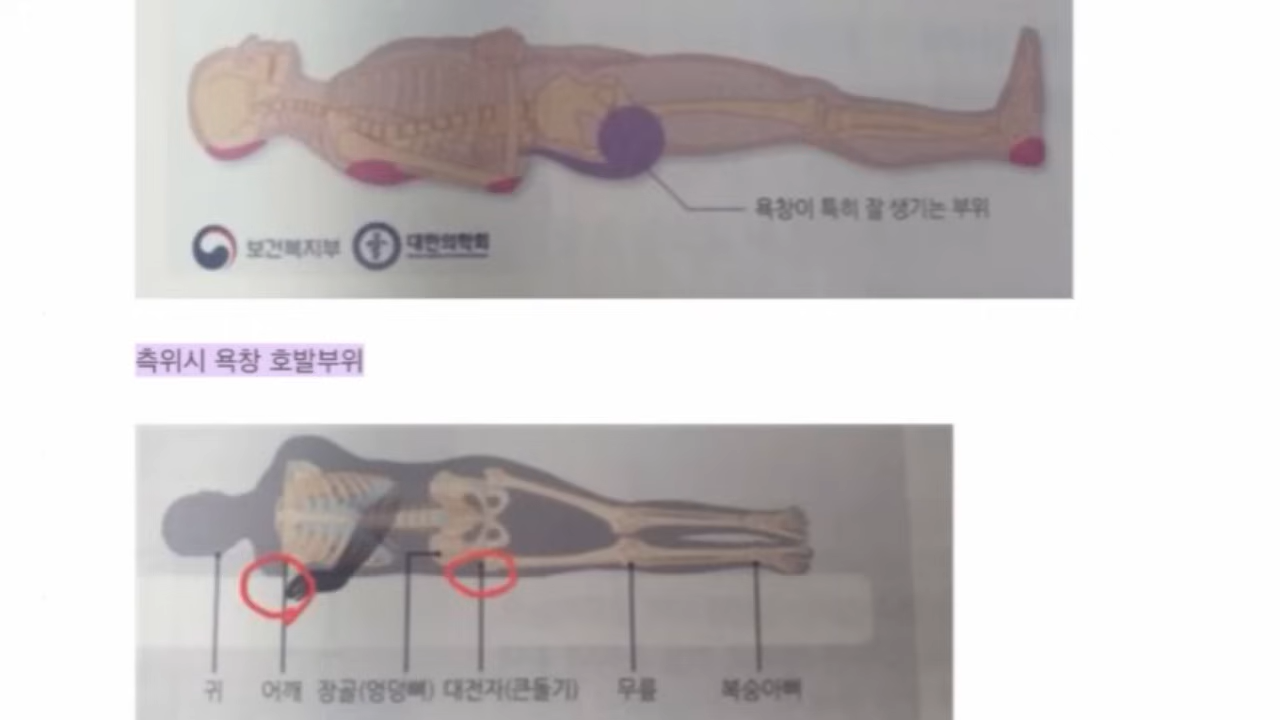 욕창이 특히 잘 생기는 부위
보건복지부 대한의학회
측위시 욕창 호발부위
귀 어깨 장골(엉덩뼈) 대전자(큰돌기) 무릎 복숭아뼈